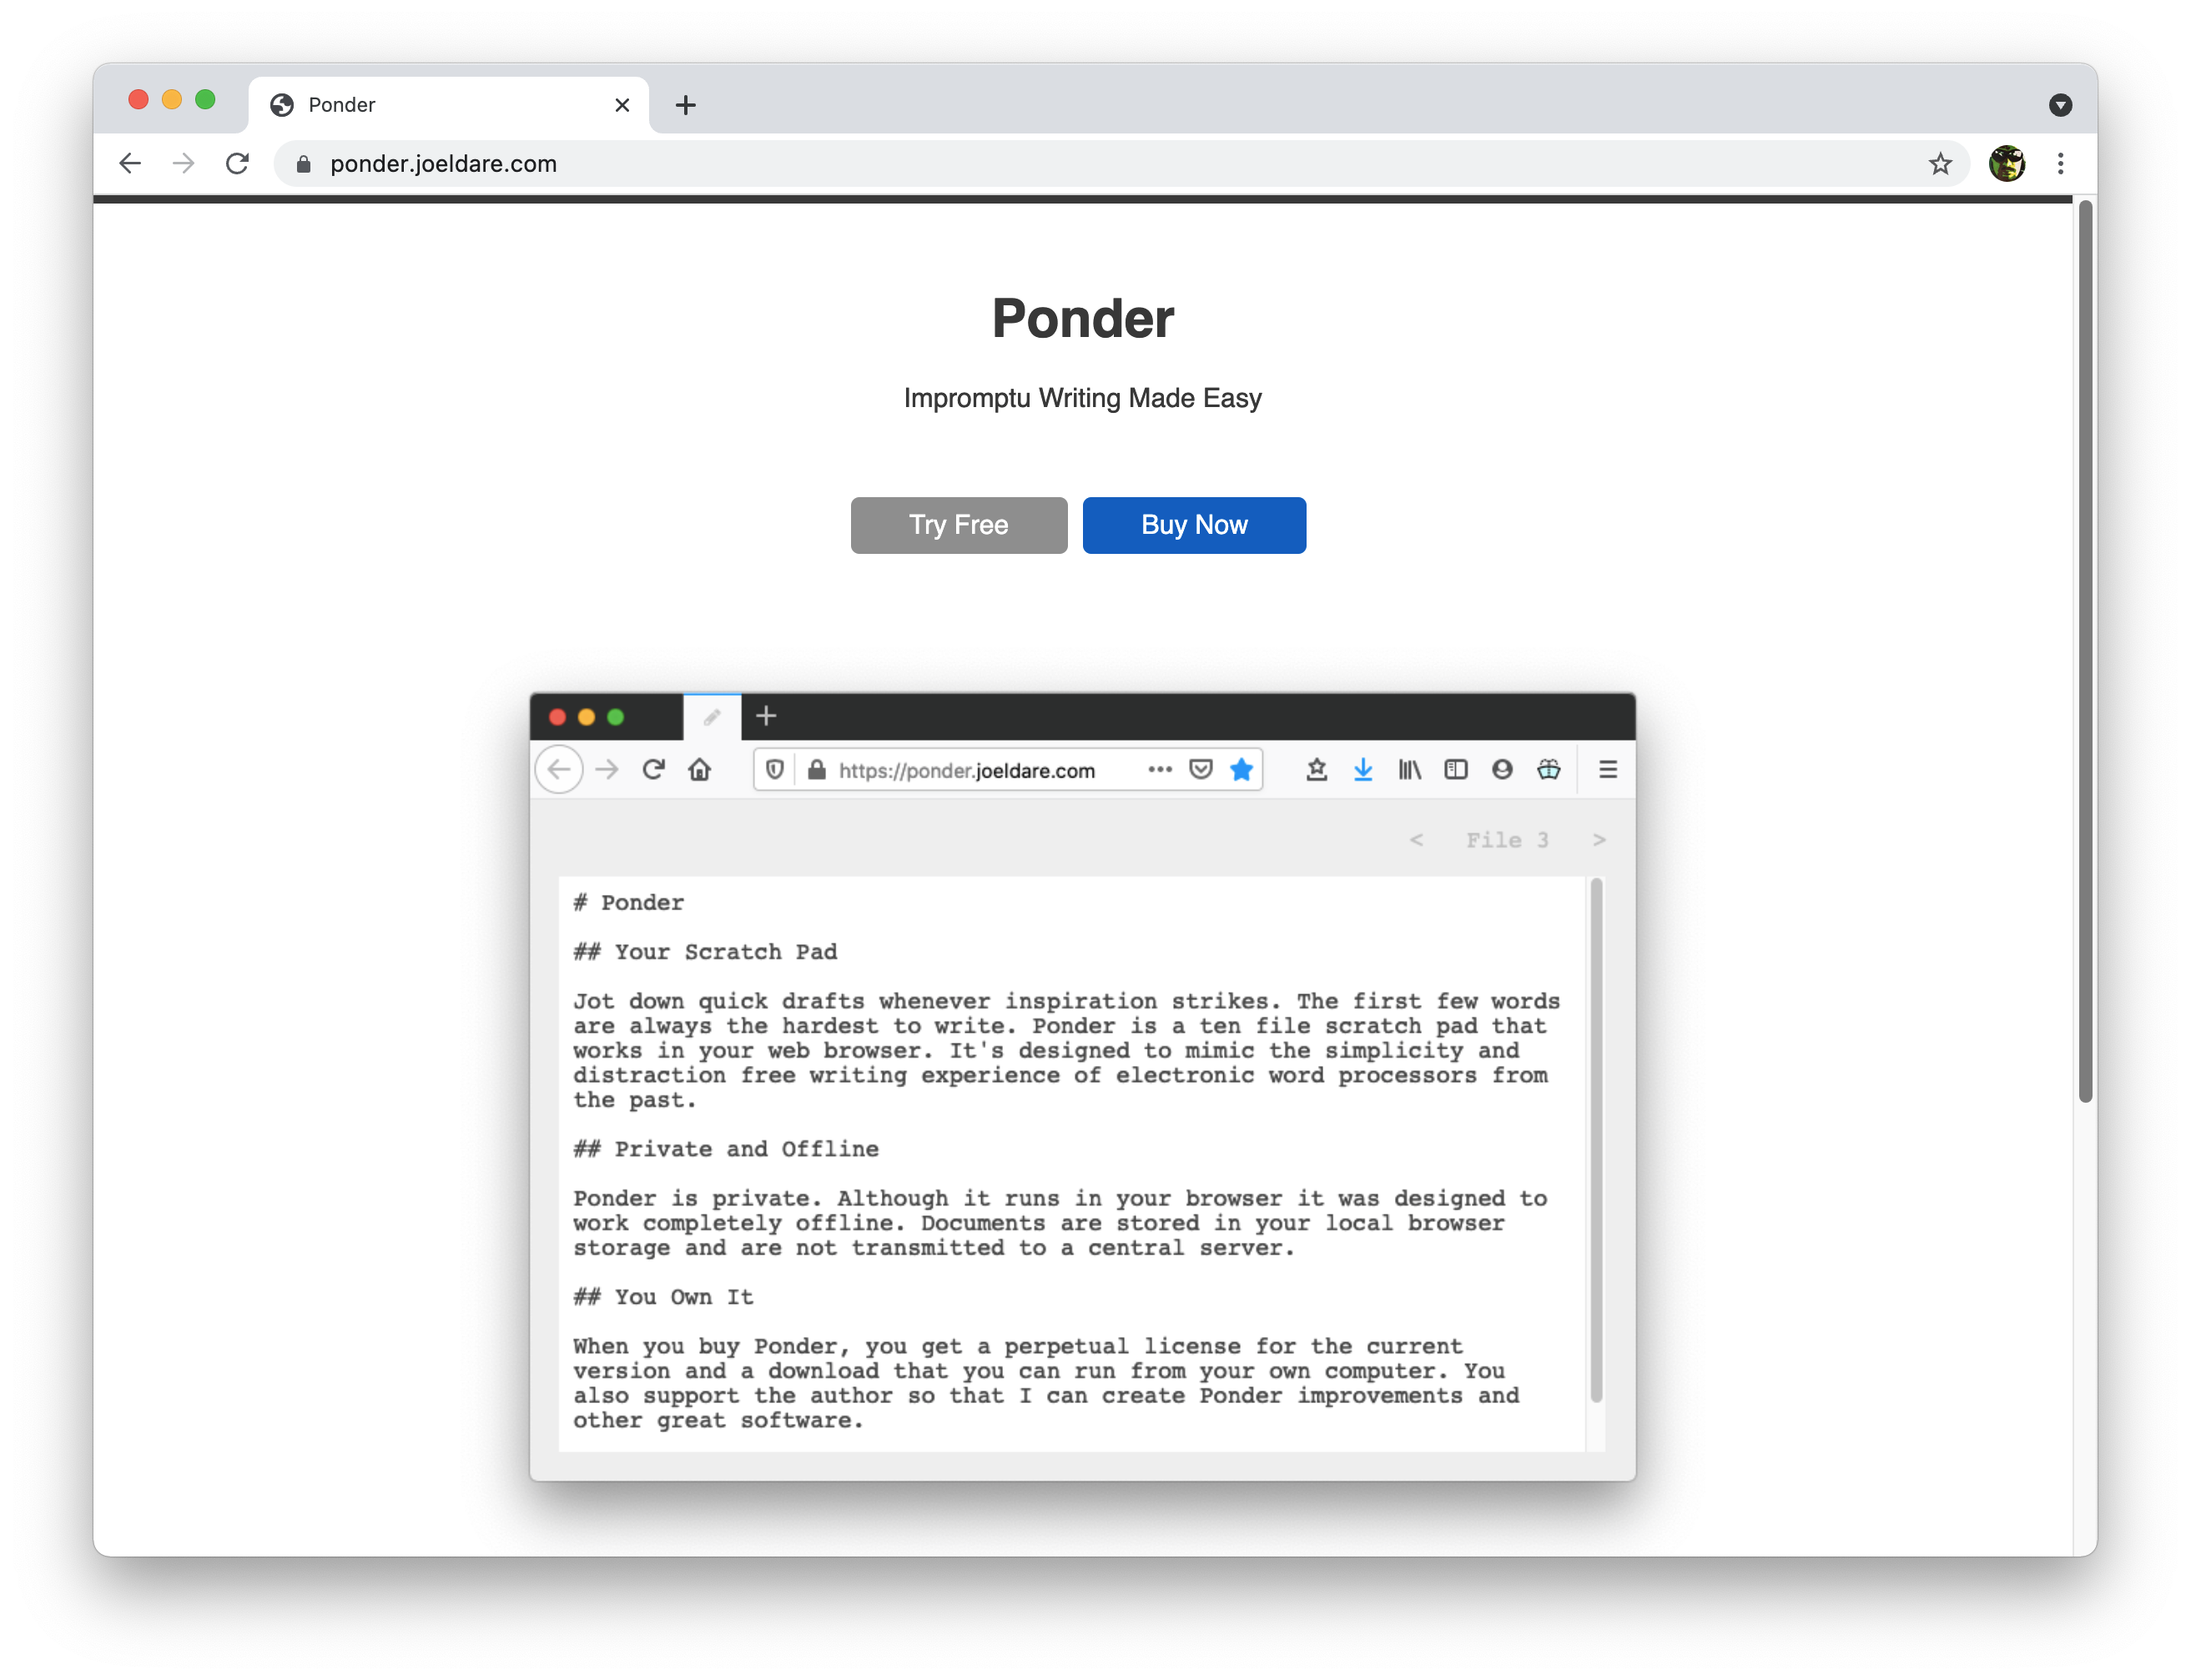 Ponder
ponder.joeldare.com
Ponder
Impromptu Writing Made Easy
Try Free
Buy Now
https://ponder.joeldare.com
< File 3 >
# Ponder
## Your Scratch Pad
Jot down quick drafts whenever inspiration strikes. The first few words
are always the hardest to write. Ponder is a ten file scratch pad that
works in your web browser. It's designed to mimic the simplicity and
distraction free writing experience of electronic word processors from
the past.
## Private and Offline
Ponder is private. Although it runs in your browser it was designed to
work completely offline. Documents are stored in your local browser
storage and are not transmitted to a central server.
## You Own It
When you buy Ponder, you get a perpetual license for the current
version and a download that you can run from your own computer. You
also support the author so that I can create Ponder improvements and
other great software.